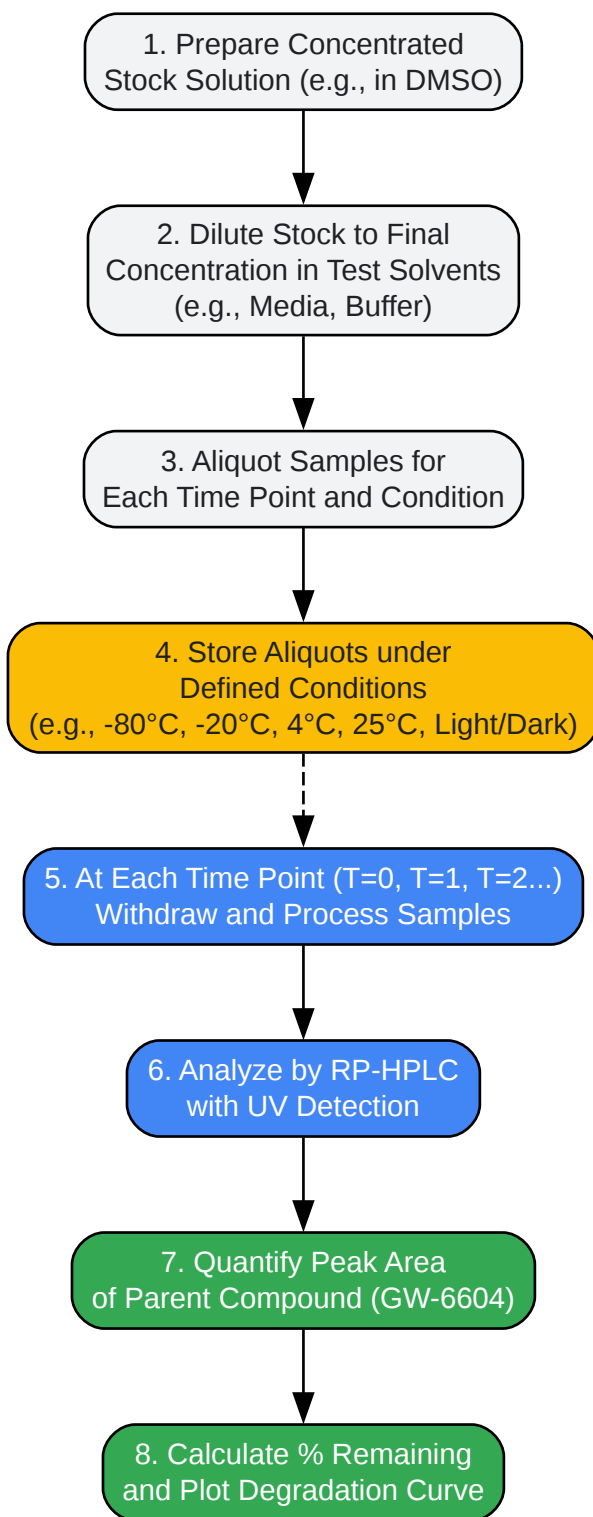 1. Prepare Concentrated
Stock Solution (e.g., in DMSO)
2. Dilute Stock to Final
Concentration in Test Solvents
(e.g., Media, Buffer)
3. Aliquot Samples for
Each Time Point and Condition
4. Store Aliquots under
Defined Conditions
(e.g., -80°C, -20°C, 4°C, 25°C, Light/Dark)
5. At Each Time Point (T=0, T=1, T=2...)
Withdraw and Process Samples
6. Analyze by RP-HPLC
with UV Detection
7. Quantify Peak Area
of Parent Compound (GW-6604)
8. Calculate % Remaining
and Plot Degradation Curve